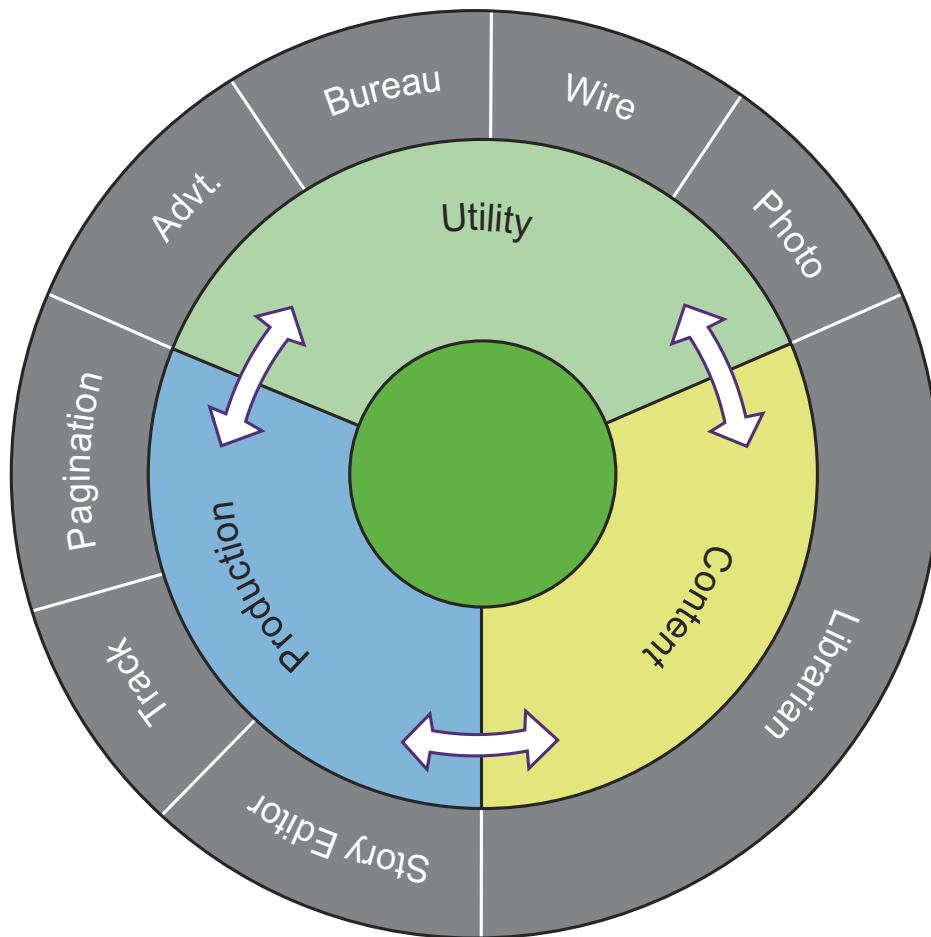 Bureau
Wire
Advt.
Photo
Utility
Pagination
Production
Content
Track
Librarian
Story Editor